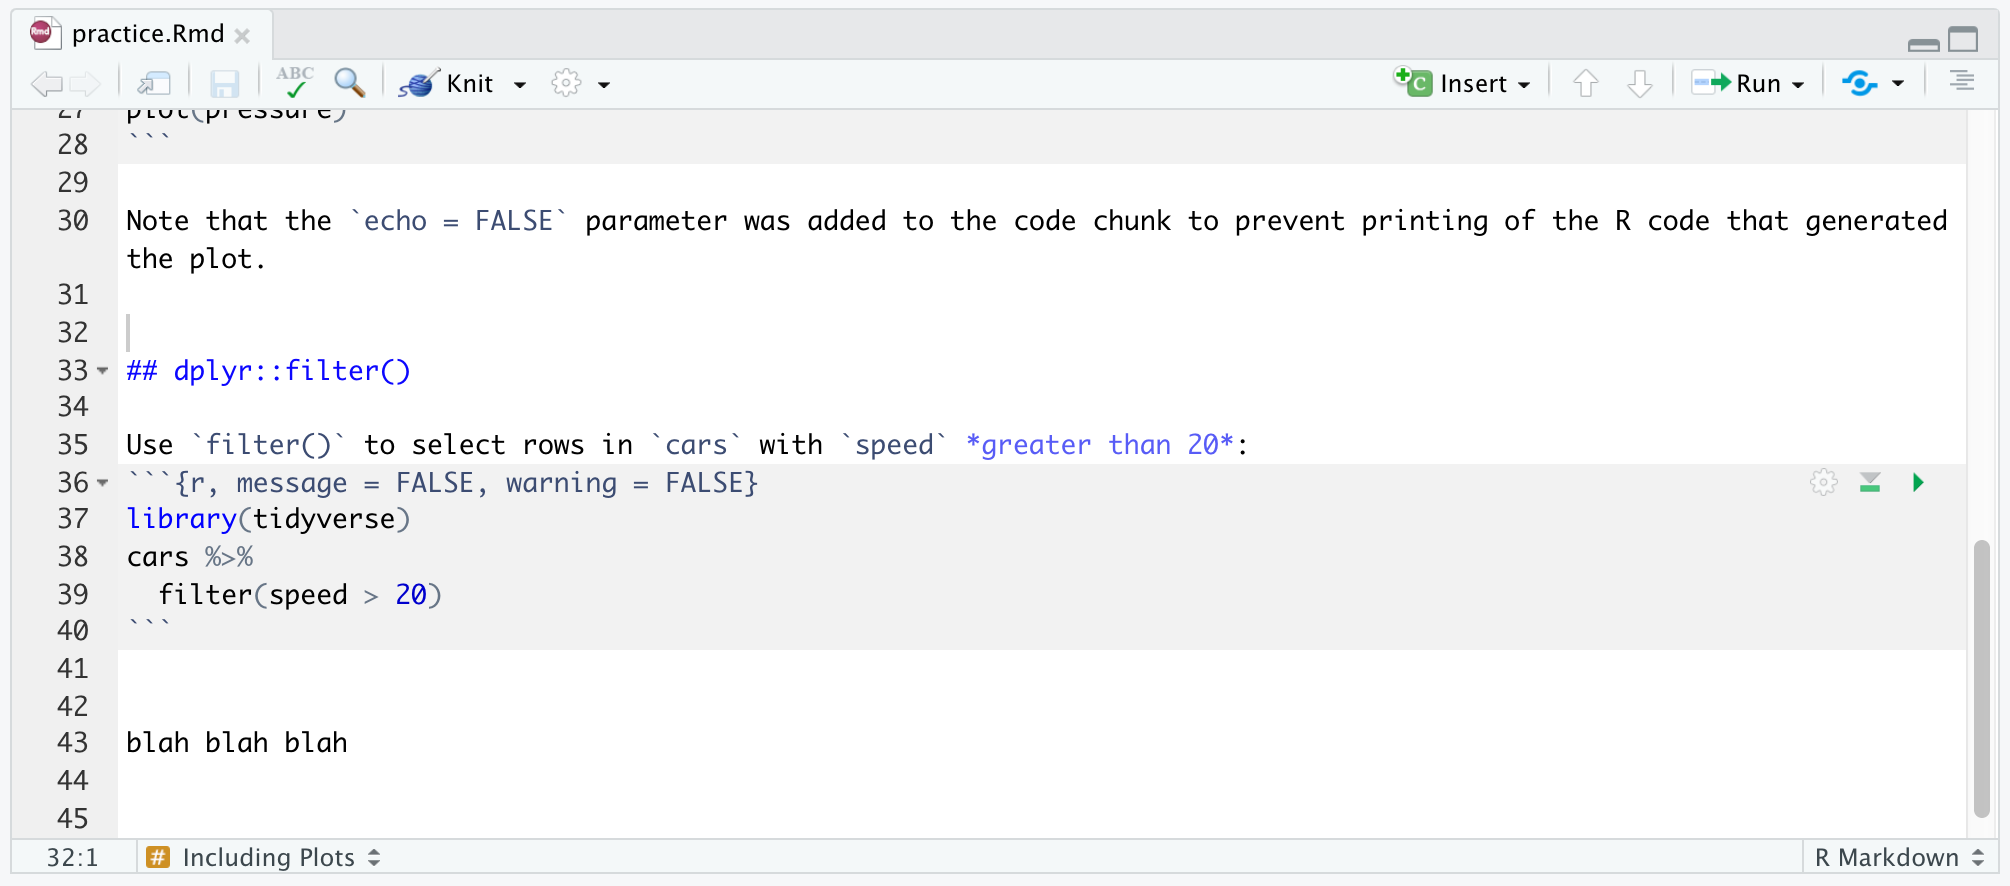 Rmd practice.Rmd
ABC Knit Insert Run
27 plot(pressure)
28 ```
29
30 Note that the `echo = FALSE` parameter was added to the code chunk to prevent printing of the R code that generated
the plot.
31
32
33 ## dplyr::filter()
34
35 Use `filter()` to select rows in `cars` with `speed` *greater than 20*:
36 ```{r, message = FALSE, warning = FALSE}
37 library(tidyverse)
38 cars %>%
39   filter(speed > 20)
40 ```
41
42
43 blah blah blah
44
45
32:1 # Including Plots R Markdown